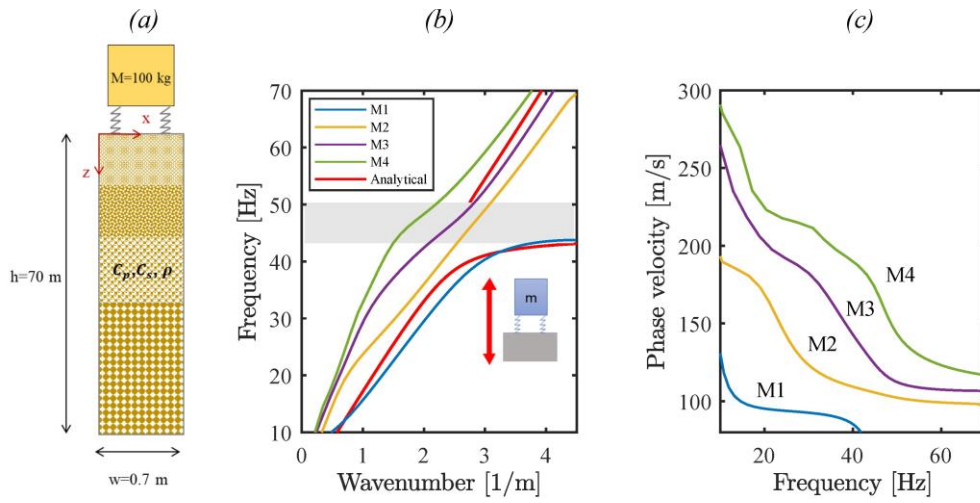 (a)
M=100 kg
x
z
h=70 m
Cp,Cs,ρ
w=0.7 m
(b)
70
60
50
40
30
20
10
Frequency [Hz]
M1
M2
M3
M4
Analytical
m
0 1 2 3 4
Wavenumber [1/m]
(c)
300
250
200
150
100
Phase velocity [m/s]
M4
M3
M2
M1
20 40 60
Frequency [Hz]